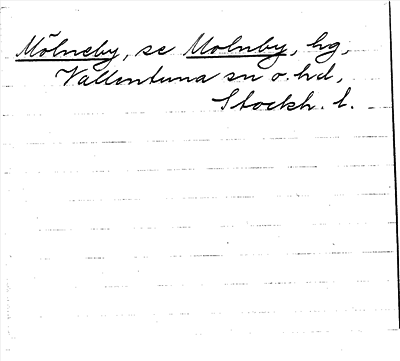 Mölneby, se Molnby, hg,
Vallentuna sn o. hd,
Stockh. l.